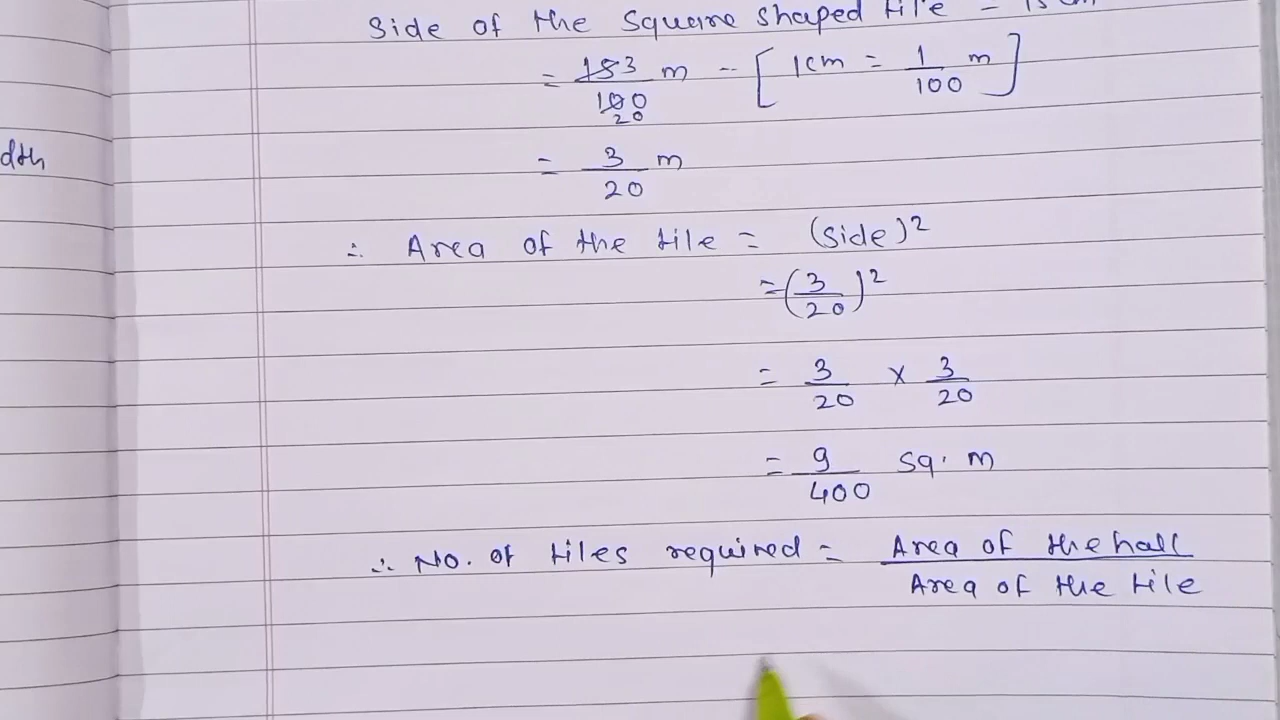 Side of the Square shaped tile = 15 cm
= 15 3 / 100 20 m - [1cm = 1/100 m]
dth
= 3/20 m
∴ Area of the tile = (side)²
= (3/20)²
= 3/20 × 3/20
= 9/400 sq. m
∴ No. of tiles required = Area of the hall / Area of the tile